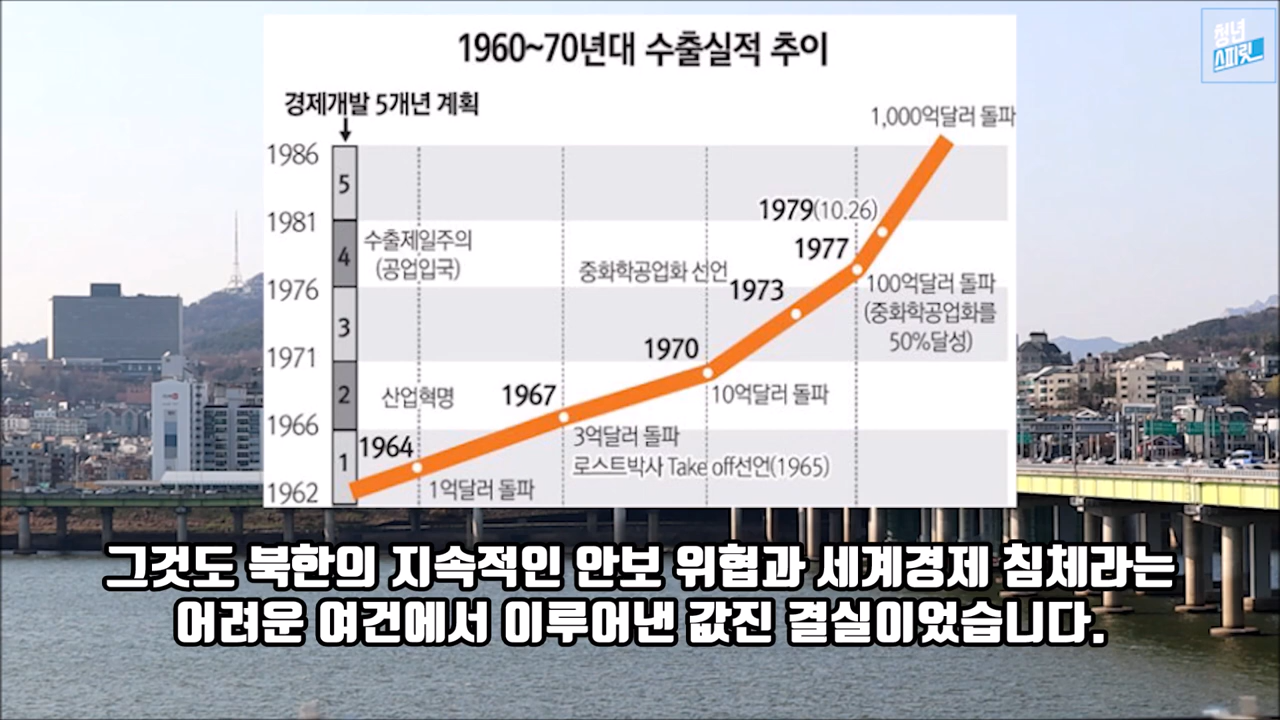 청년
스피릿
1960~70년대 수출실적 추이
경제개발 5개년 계획
1,000억달러 돌파
1986
5
1981
1979(10.26)
수출제일주의
(공업입국)
4
1977
중화학공업화 선언
1976
1973
100억달러 돌파
(중화학공업화를
50%달성)
3
1971
1970
10억달러 돌파
2
산업혁명
1967
1966
3억달러 돌파
로스트박사 Take off선언(1965)
1964
1
1억달러 돌파
1962
그것도 북한의 지속적인 안보 위협과 세계경제 침체라는
어려운 여건에서 이루어낸 값진 결실이었습니다.